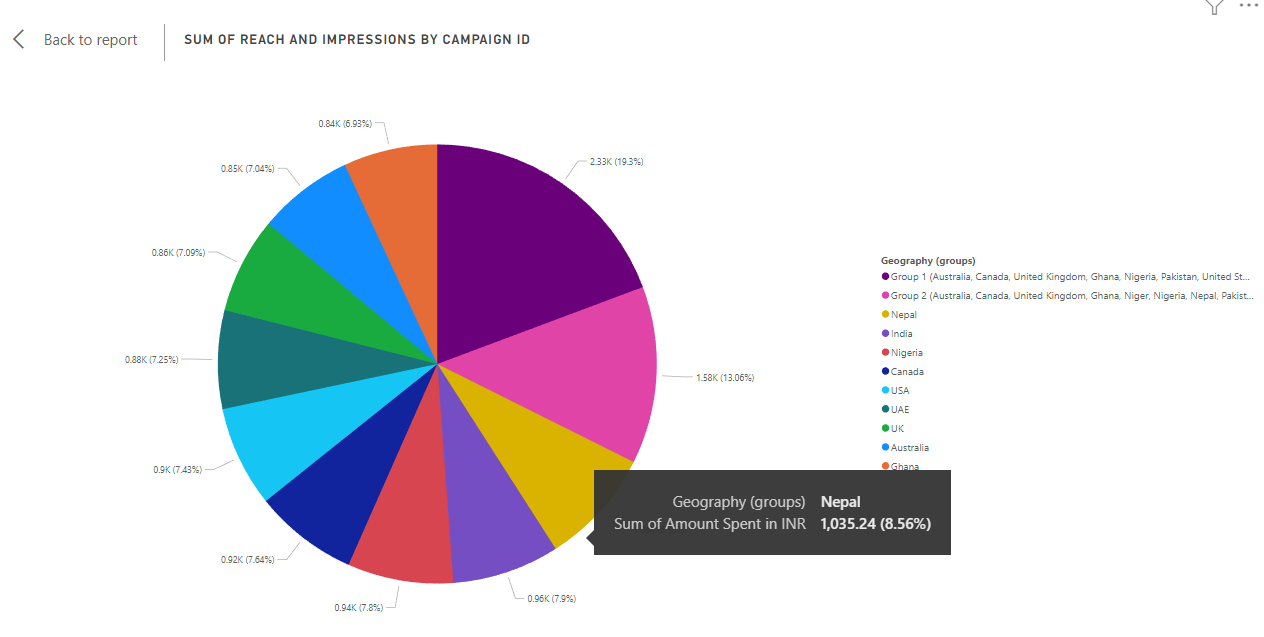 Back to report
SUM OF REACH AND IMPRESSIONS BY CAMPAIGN ID
0.84K (6.93%)
2.33K (19.3%)
0.85K (7.04%)
0.86K (7.09%)
0.88K (7.25%)
1.58K (13.06%)
0.9K (7.43%)
0.92K (7.64%)
0.94K (7.8%)
0.96K (7.9%)
Geography (groups)
Group 1 (Australia, Canada, United Kingdom, Ghana, Nigeria, Pakistan, United St...
Group 2 (Australia, Canada, United Kingdom, Ghana, Niger, Nigeria, Nepal, Pakist...
Nepal
India
Nigeria
Canada
USA
UAE
UK
Australia
Ghana
Geography (groups) Nepal
Sum of Amount Spent in INR 1,035.24 (8.56%)